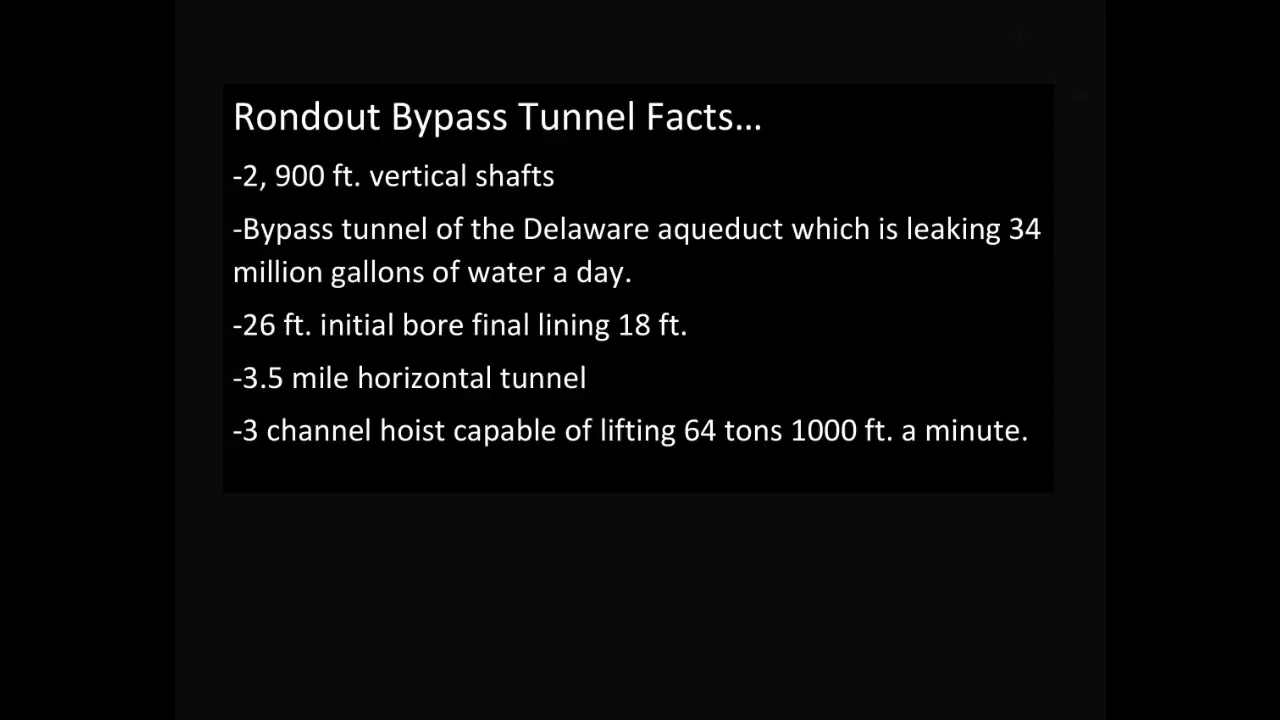 Rondout Bypass Tunnel Facts...
-2, 900 ft. vertical shafts
-Bypass tunnel of the Delaware aqueduct which is leaking 34
million gallons of water a day.
-26 ft. initial bore final lining 18 ft.
-3.5 mile horizontal tunnel
-3 channel hoist capable of lifting 64 tons 1000 ft. a minute.